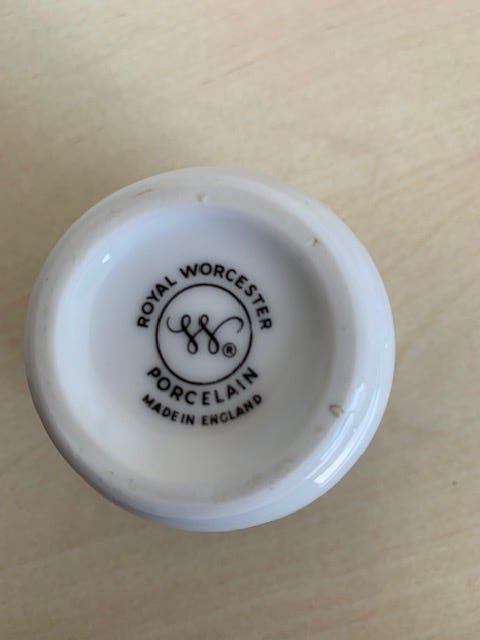 ROYAL WORCESTER
W®
PORCELAIN
MADE IN ENGLAND